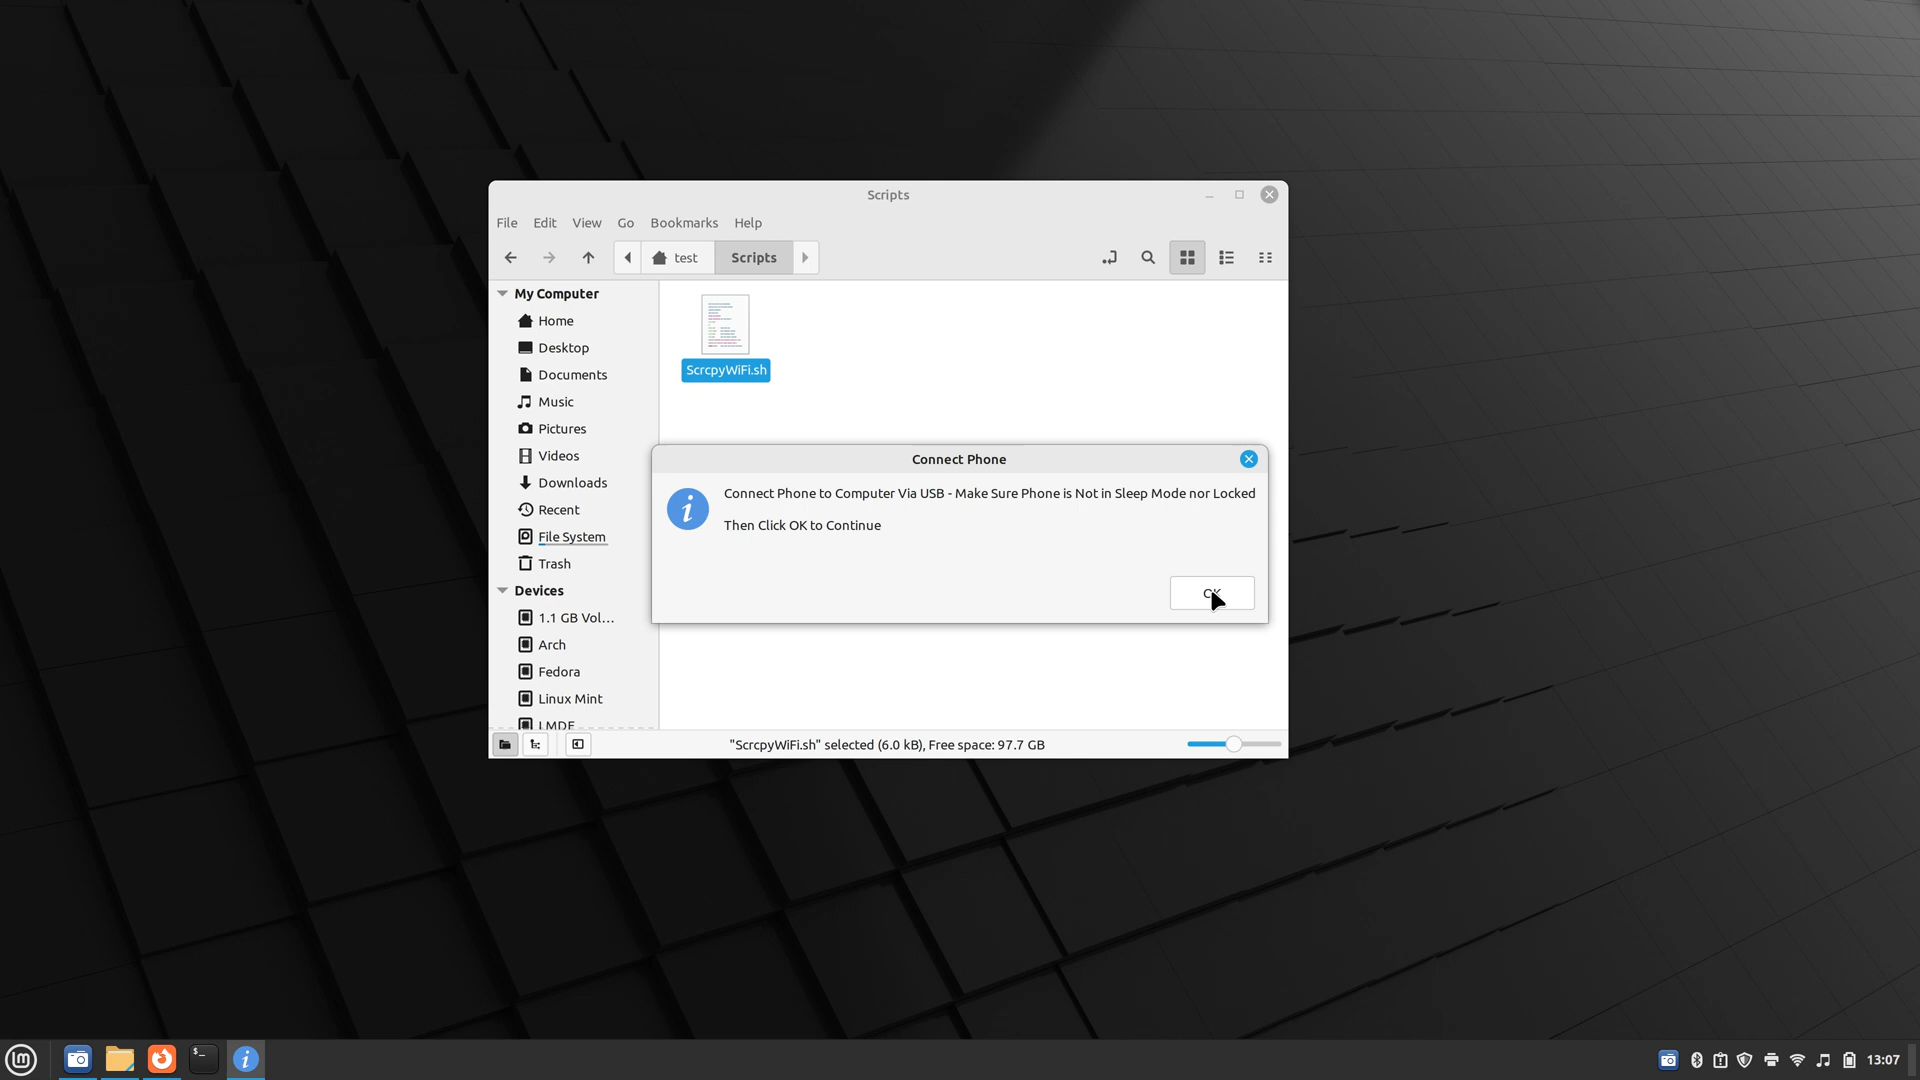 Scripts
File Edit View Go Bookmarks Help
test Scripts
My Computer
Home
Desktop
Documents
Music
Pictures
Videos
Downloads
Recent
File System
Trash
Devices
1.1 GB Vol...
Arch
Fedora
Linux Mint
LMDE
ScrcpyWiFi.sh
Connect Phone
Connect Phone to Computer Via USB - Make Sure Phone is Not in Sleep Mode nor Locked
Then Click OK to Continue
OK
"ScrcpyWiFi.sh" selected (6.0 kB), Free space: 97.7 GB
13:07